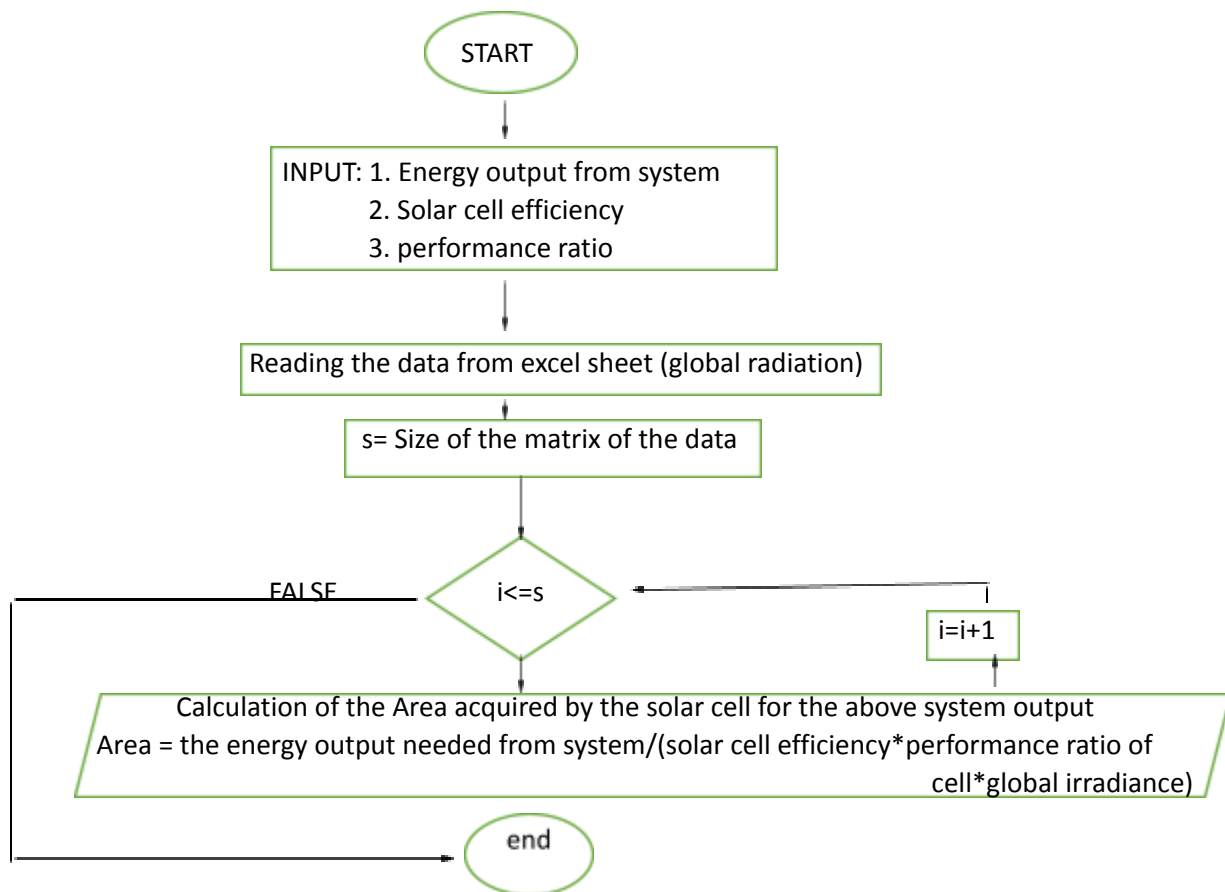 START
INPUT: 1. Energy output from system
2. Solar cell efficiency
3. performance ratio
Reading the data from excel sheet (global radiation)
s= Size of the matrix of the data
FALSE
i<=s
i=i+1
Calculation of the Area acquired by the solar cell for the above system output
Area = the energy output needed from system/(solar cell efficiency*performance ratio of
cell*global irradiance)
end